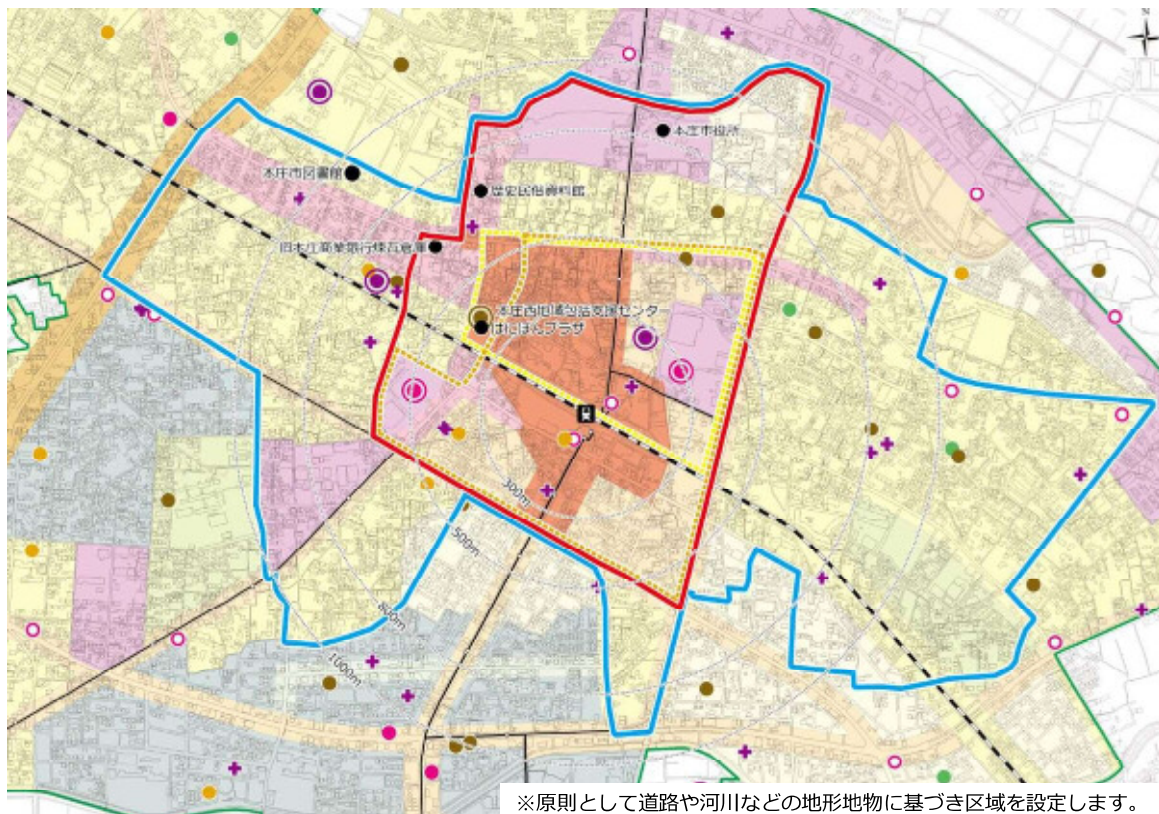 本庄市役所
本庄市図書館
歴史民俗資料館
旧本庄商業銀行煉瓦倉庫
本庄西地域包括支援センター
はにぽんプラザ
300m
500m
800m
1000m
※原則として道路や河川などの地形地物に基づき区域を設定します。